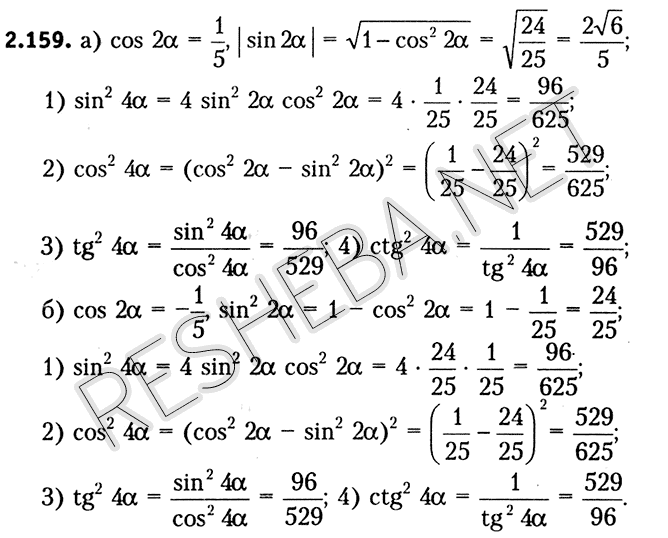 2.159. а) cos 2α = 1/5, |sin 2α| = √(1 − cos² 2α) = √(24/25) = 2√6/5;
1) sin² 4α = 4 sin² 2α cos² 2α = 4 · 1/25 · 24/25 = 96/625;
2) cos² 4α = (cos² 2α − sin² 2α)² = (1/25 − 24/25)² = 529/625;
3) tg² 4α = sin² 4α/cos² 4α = 96/529; 4) ctg² 4α = 1/tg² 4α = 529/96;
б) cos 2α = −1/5, sin² 2α = 1 − cos² 2α = 1 − 1/25 = 24/25;
1) sin² 4α = 4 sin² 2α cos² 2α = 4 · 24/25 · 1/25 = 96/625;
2) cos² 4α = (cos² 2α − sin² 2α)² = (1/25 − 24/25)² = 529/625;
3) tg² 4α = sin² 4α/cos² 4α = 96/529; 4) ctg² 4α = 1/tg² 4α = 529/96.
RESHEBA.NET